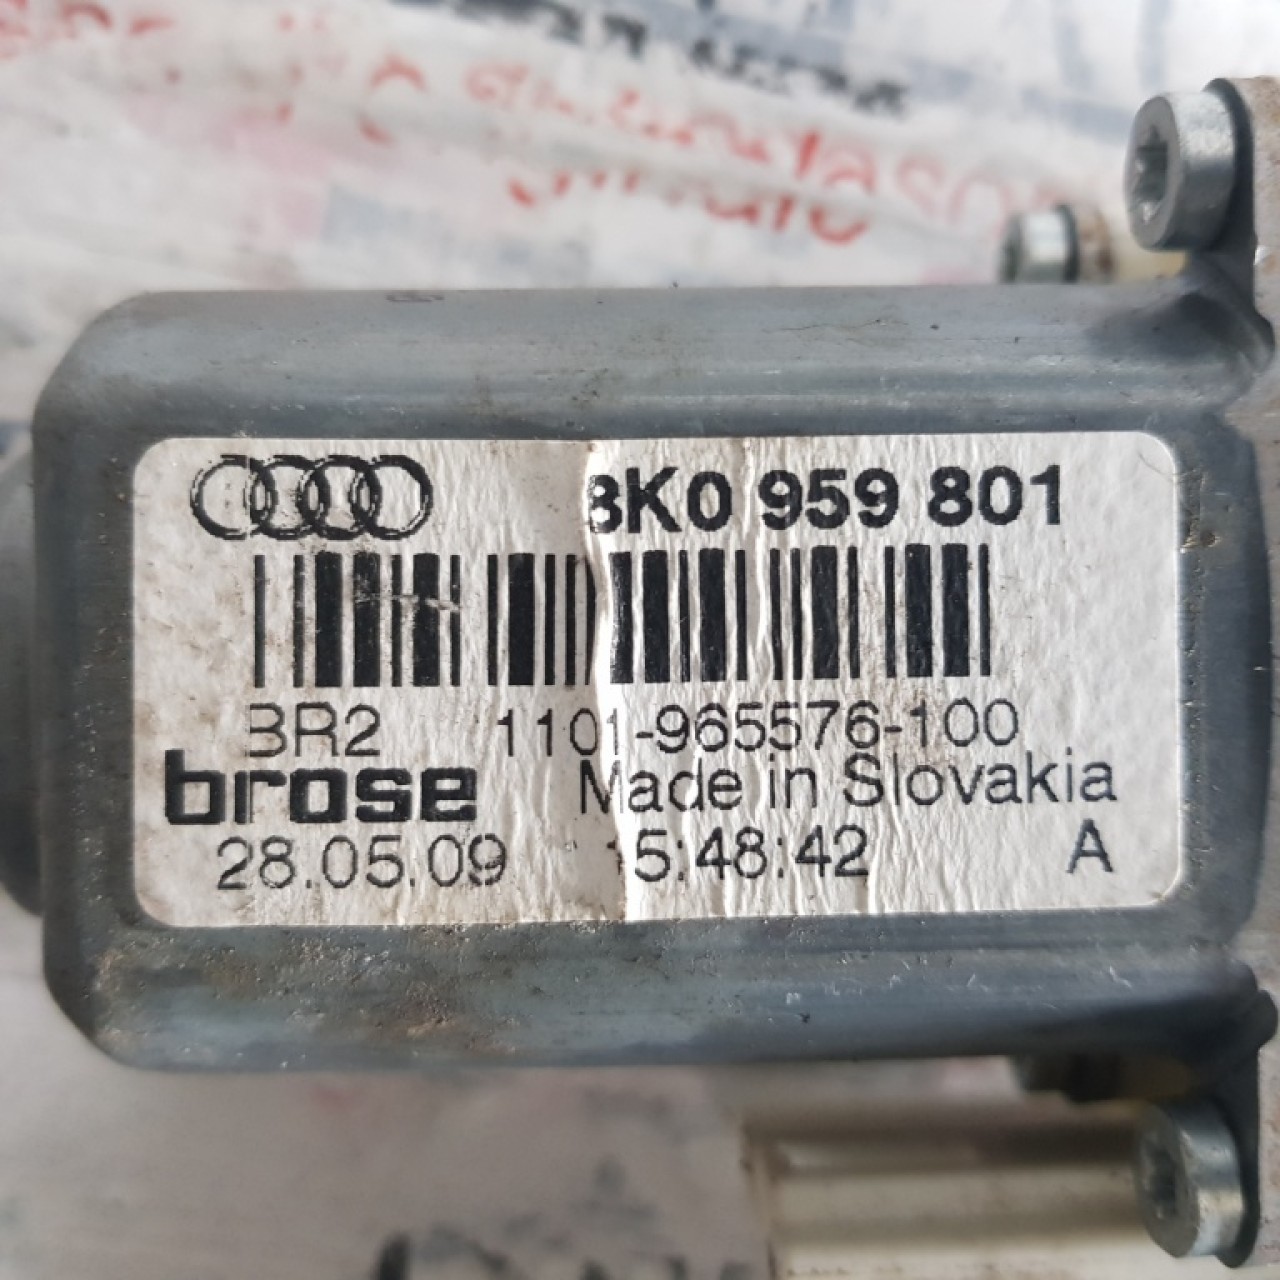 8K0 959 801
BR2 1101-965576-100
brose Made in Slovakia
28.05.09 15:48:42 A